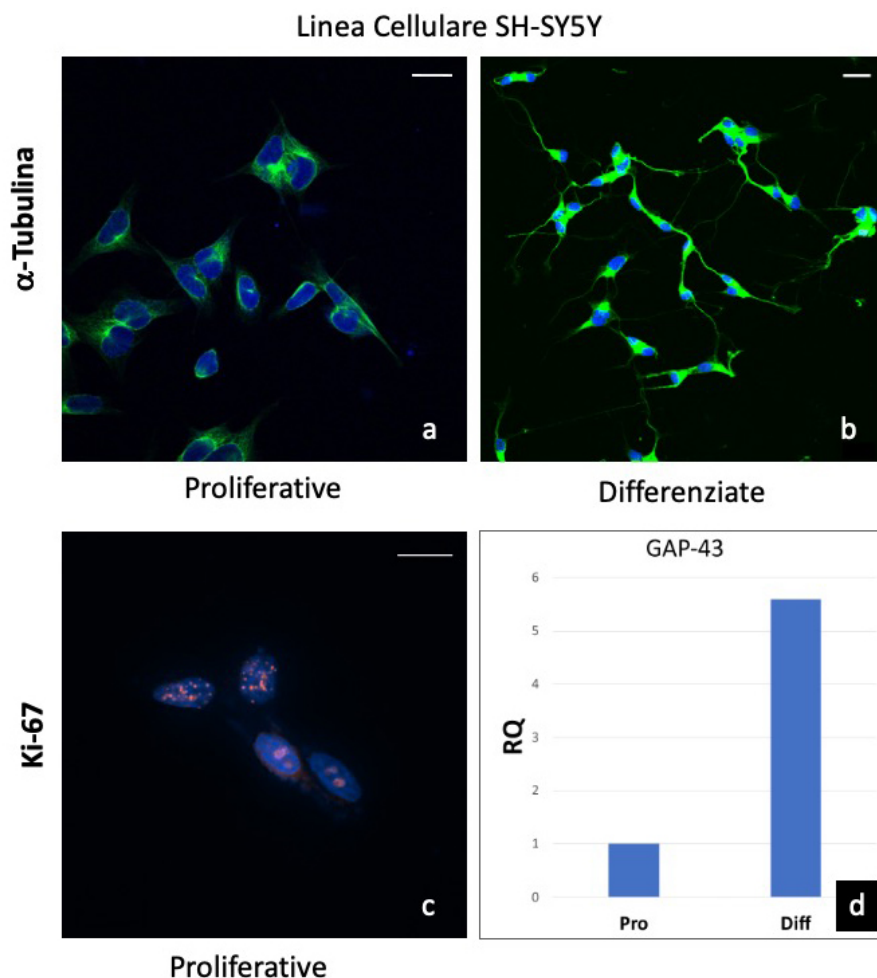 Linea Cellulare SH-SY5Y
α-Tubulina
a
b
Proliferative
Differenziate
Ki-67
c
Proliferative
GAP-43
RQ
6
5
4
3
2
1
0
Pro
Diff
d